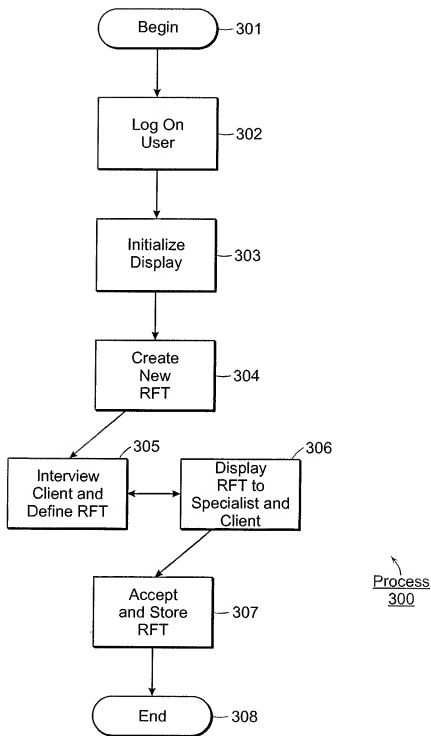 Begin
301
Log On
User
302
Initialize
Display
303
Create
New
RFT
304
305
Interview
Client and
Define RFT
306
Display
RFT to
Specialist and
Client
Process
300
Accept
and Store
RFT
307
End
308